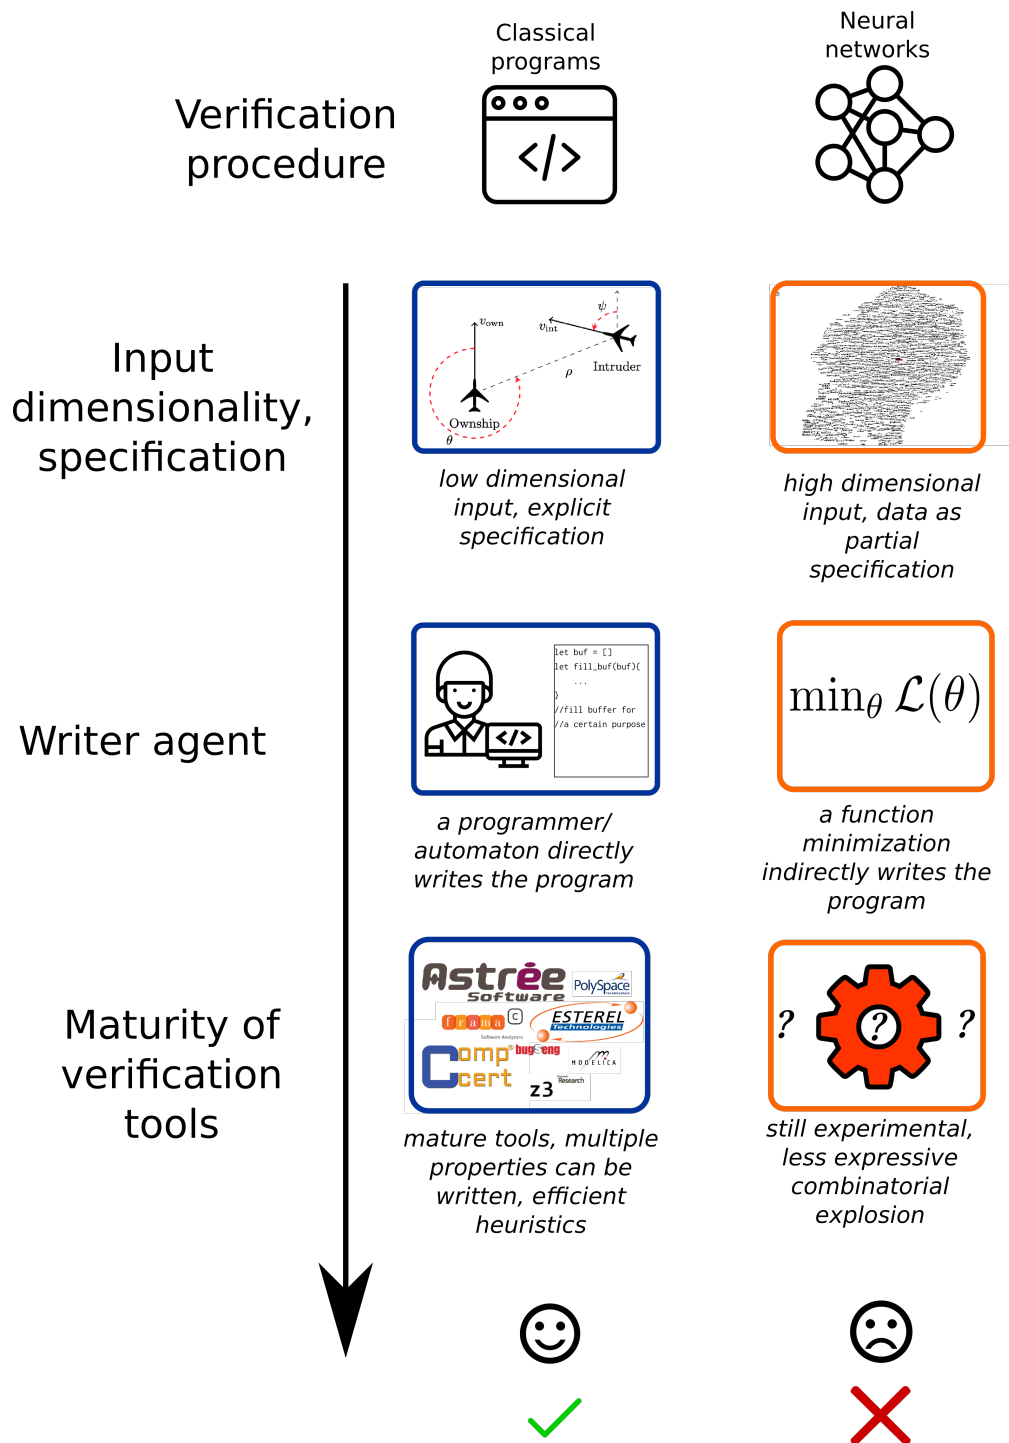 Classical
programs
Neural
networks
Verification
procedure
</>
Input
dimensionality,
specification
v_own
v_int
ψ
ρ
Intruder
Ownship
θ
low dimensional
input, explicit
specification
high dimensional
input, data as
partial
specification
Writer agent
</>
let buf = []
let fill_buf(buf){
...
}
//fill buffer for
//a certain purpose
min_θ ℒ(θ)
a programmer/
automaton directly
writes the program
a function
minimization
indirectly writes the
program
Maturity of
verification
tools
Astrée
Software
PolySpace
frama
C
Software Analyzers
ESTEREL
Technologies
Compcert
bugSeng
MODELICA
z3
Research
? ? ?
mature tools, multiple
properties can be
written, efficient
heuristics
still experimental,
less expressive
combinatorial
explosion